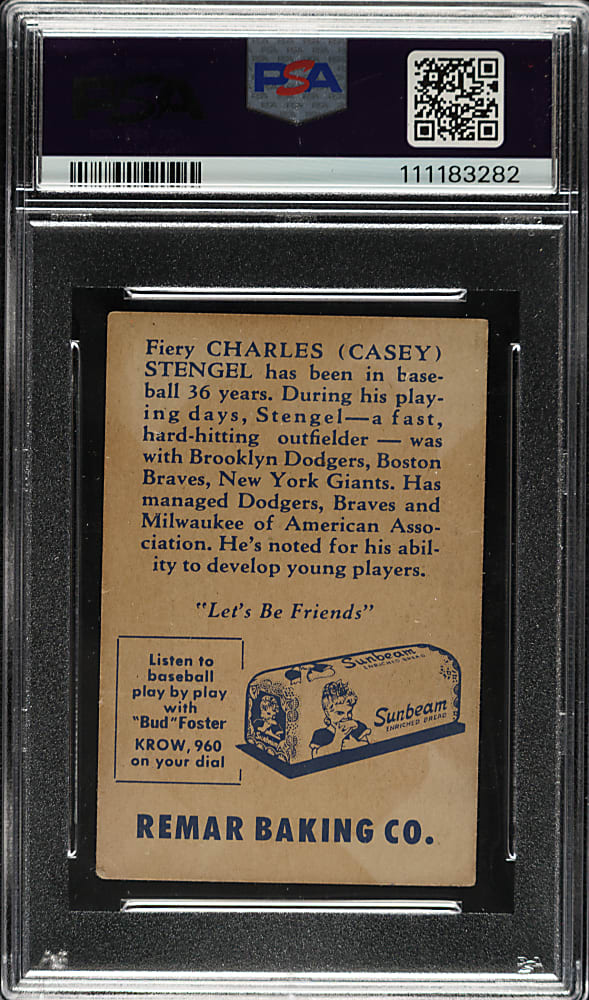 PSA
111183282
Fiery CHARLES (CASEY)
STENGEL has been in base-
ball 36 years. During his play-
ing days, Stengel—a fast,
hard-hitting outfielder — was
with Brooklyn Dodgers, Boston
Braves, New York Giants. Has
managed Dodgers, Braves and
Milwaukee of American Asso-
ciation. He's noted for his abil-
ity to develop young players.
"Let's Be Friends"
Listen to
baseball
play by play
with
"Bud" Foster
KROW, 960
on your dial
Sunbeam
ENRICHED BREAD
Sunbeam
ENRICHED BREAD
REMAR BAKING CO.